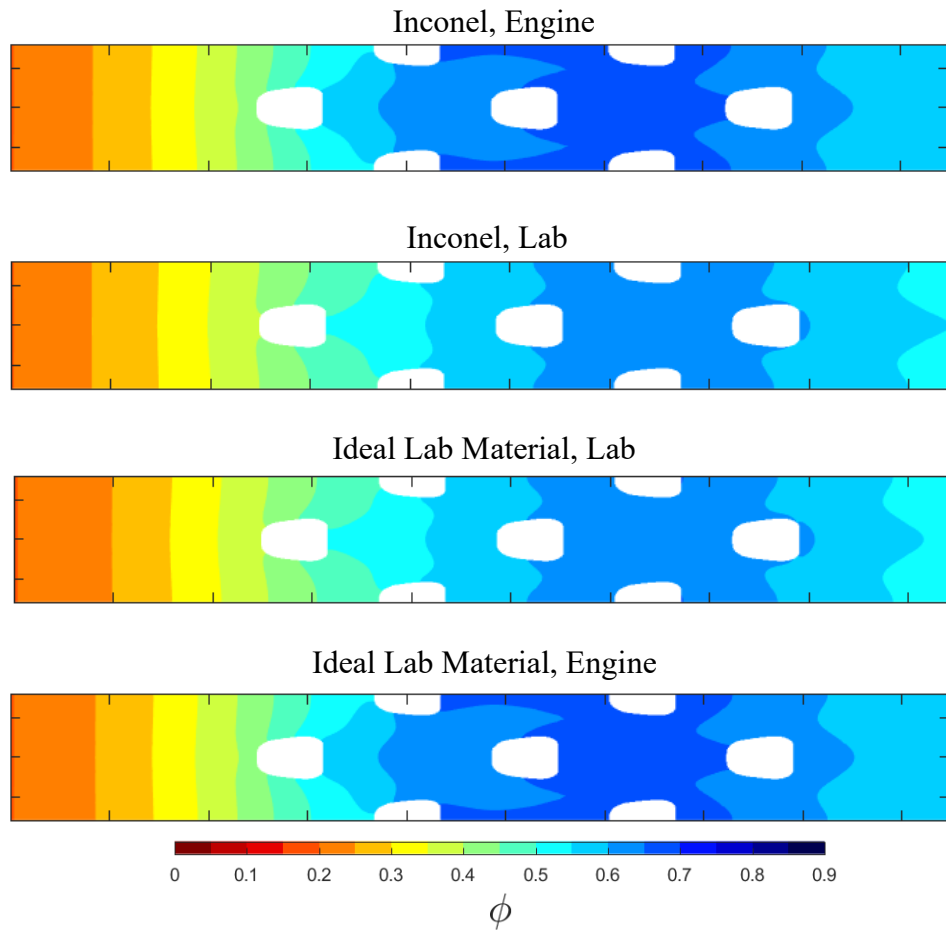 Inconel, Engine
Inconel, Lab
Ideal Lab Material, Lab
Ideal Lab Material, Engine
0 0.1 0.2 0.3 0.4 0.5 0.6 0.7 0.8 0.9
ϕ